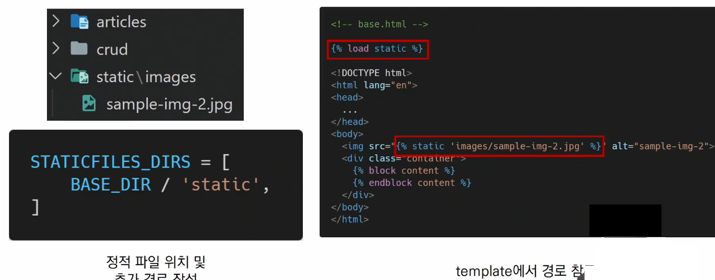 articles
crud
static\images
sample-img-2.jpg
STATICFILES_DIRS = [
BASE_DIR / 'static',
]
정적 파일 위치 및
추가 경로 작성
<!-- base.html -->
{% load static %}
<!DOCTYPE html>
<html lang="en">
<head>
...
</head>
<body>
<img src="{% static 'images/sample-img-2.jpg' %}" alt="sample-img-2">
<div class="container">
{% block content %}
{% endblock content %}
</div>
</body>
</html>
template에서 경로 참